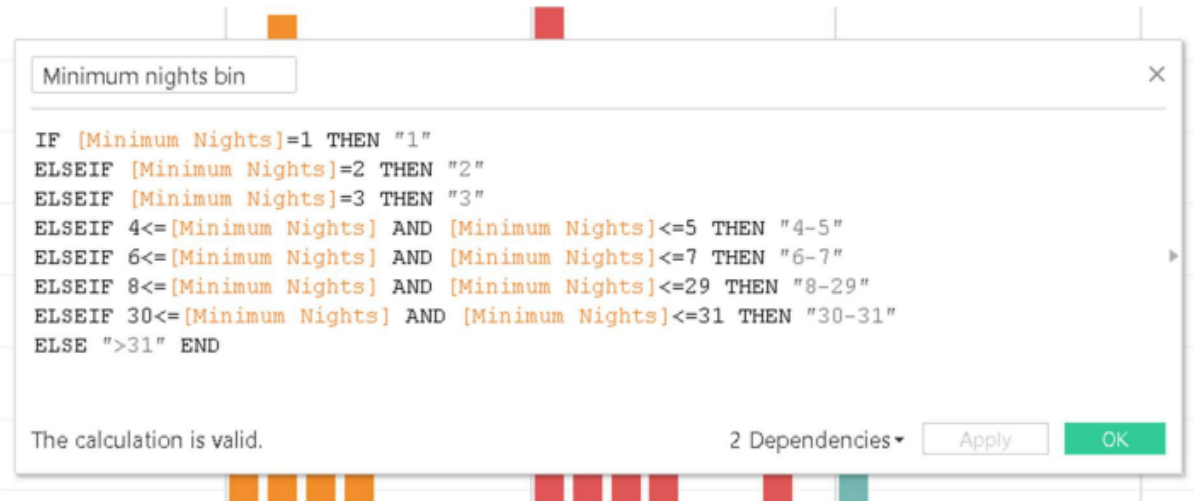 Minimum nights bin
IF [Minimum Nights]=1 THEN "1"
ELSEIF [Minimum Nights]=2 THEN "2"
ELSEIF [Minimum Nights]=3 THEN "3"
ELSEIF 4<=[Minimum Nights] AND [Minimum Nights]<=5 THEN "4-5"
ELSEIF 6<=[Minimum Nights] AND [Minimum Nights]<=7 THEN "6-7"
ELSEIF 8<=[Minimum Nights] AND [Minimum Nights]<=29 THEN "8-29"
ELSEIF 30<=[Minimum Nights] AND [Minimum Nights]<=31 THEN "30-31"
ELSE ">31" END
The calculation is valid. 2 Dependencies Apply OK